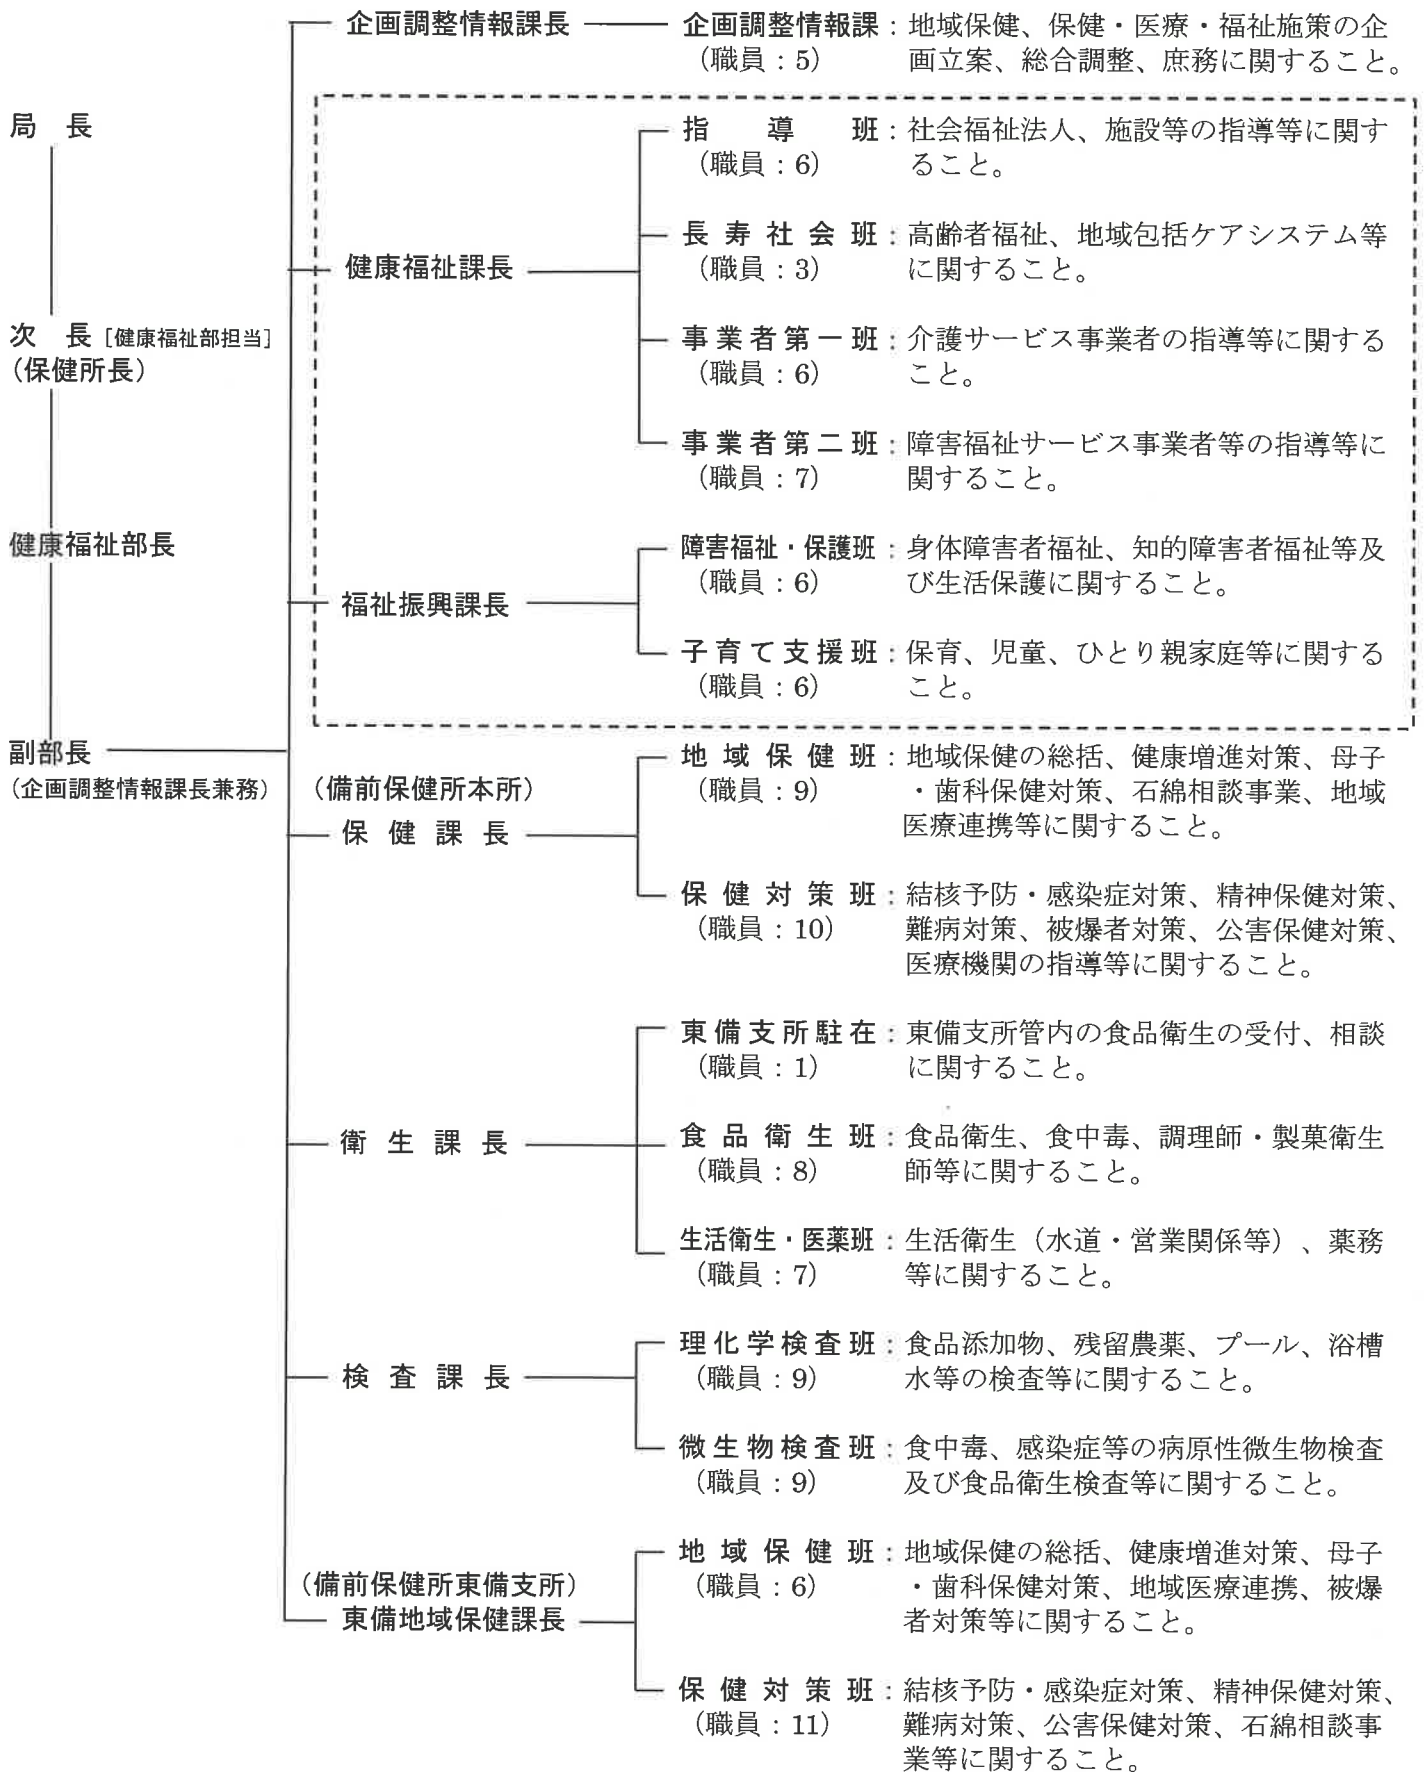 企画調整情報課長
企画調整情報課：地域保健、保健・医療・福祉施策の企
（職員：5）画立案、総合調整、庶務に関すること。
局　長
次　長［健康福祉部担当］
（保健所長）
健康福祉部長
副部長
（企画調整情報課長兼務）
健康福祉課長
指　導　班：社会福祉法人、施設等の指導等に関す
（職員：6）ること。
長寿社会班：高齢者福祉、地域包括ケアシステム等
（職員：3）に関すること。
事業者第一班：介護サービス事業者の指導等に関する
（職員：6）こと。
事業者第二班：障害福祉サービス事業者等の指導等に
（職員：7）関すること。
福祉振興課長
障害福祉・保護班：身体障害者福祉、知的障害者福祉等及
（職員：6）び生活保護に関すること。
子育て支援班：保育、児童、ひとり親家庭等に関する
（職員：6）こと。
（備前保健所本所）
保健課長
地域保健班：地域保健の総括、健康増進対策、母子
（職員：9）・歯科保健対策、石綿相談事業、地域
医療連携等に関すること。
保健対策班：結核予防・感染症対策、精神保健対策、
（職員：10）難病対策、被爆者対策、公害保健対策、
医療機関の指導等に関すること。
衛生課長
東備支所駐在：東備支所管内の食品衛生の受付、相談
（職員：1）に関すること。
食品衛生班：食品衛生、食中毒、調理師・製菓衛生
（職員：8）師等に関すること。
生活衛生・医薬班：生活衛生（水道・営業関係等）、薬務
（職員：7）等に関すること。
検査課長
理化学検査班：食品添加物、残留農薬、プール、浴槽
（職員：9）水等の検査等に関すること。
微生物検査班：食中毒、感染症等の病原性微生物検査
（職員：9）及び食品衛生検査等に関すること。
（備前保健所東備支所）
東備地域保健課長
地域保健班：地域保健の総括、健康増進対策、母子
（職員：6）・歯科保健対策、地域医療連携、被爆
者対策等に関すること。
保健対策班：結核予防・感染症対策、精神保健対策、
（職員：11）難病対策、公害保健対策、石綿相談事
業等に関すること。